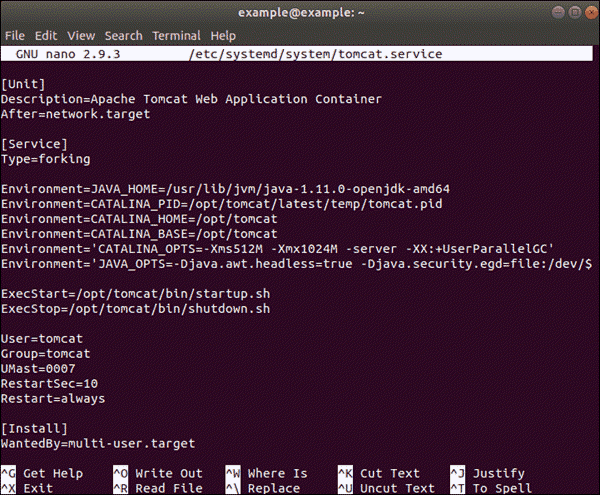 example@example: ~
File Edit View Search Terminal Help
GNU nano 2.9.3 /etc/systemd/system/tomcat.service
[Unit]
Description=Apache Tomcat Web Application Container
After=network.target
[Service]
Type=forking
Environment=JAVA_HOME=/usr/lib/jvm/java-1.11.0-openjdk-amd64
Environment=CATALINA_PID=/opt/tomcat/latest/temp/tomcat.pid
Environment=CATALINA_HOME=/opt/tomcat
Environment=CATALINA_BASE=/opt/tomcat
Environment='CATALINA_OPTS=-Xms512M -Xmx1024M -server -XX:+UserParallelGC'
Environment='JAVA_OPTS=-Djava.awt.headless=true -Djava.security.egd=file:/dev/$
ExecStart=/opt/tomcat/bin/startup.sh
ExecStop=/opt/tomcat/bin/shutdown.sh
User=tomcat
Group=tomcat
UMast=0007
RestartSec=10
Restart=always
[Install]
WantedBy=multi-user.target
^G Get Help ^O Write Out ^W Where Is ^K Cut Text ^J Justify
^X Exit ^R Read File ^\ Replace ^U Uncut Text ^T To Spell